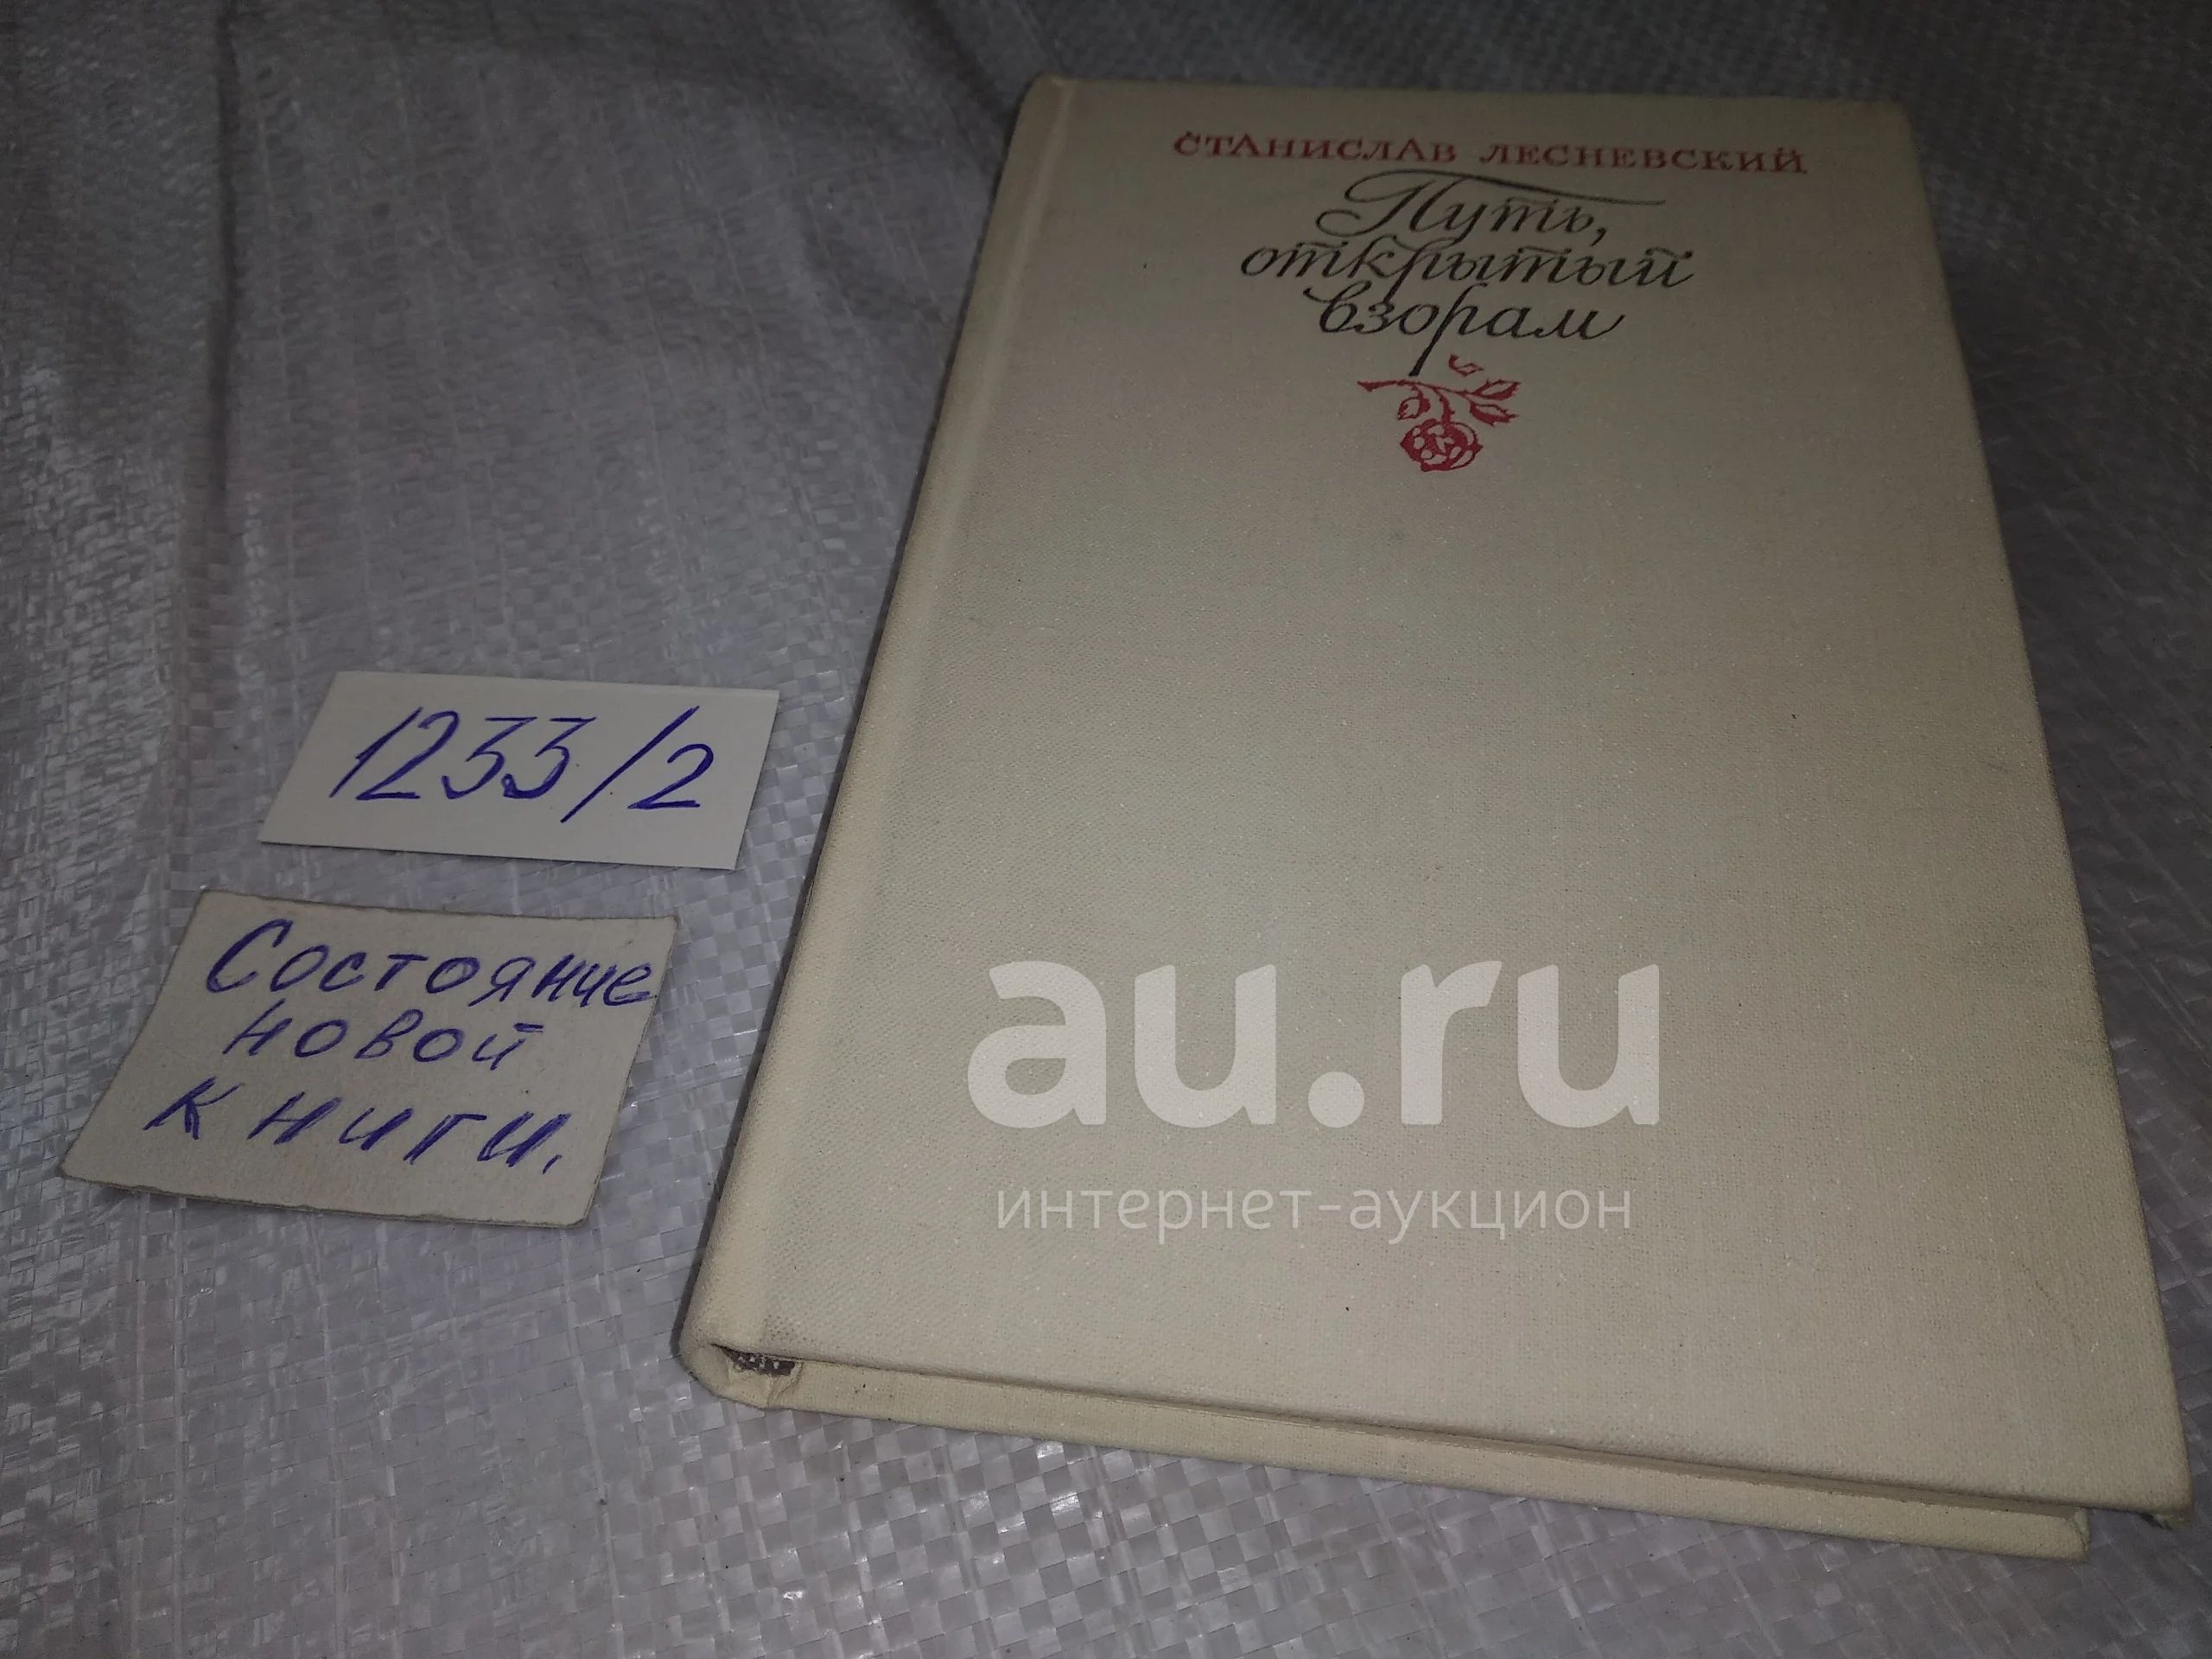 СТАНИСЛАВ ЛЕСНЕВСКИЙ
Путь,
открытый
взорам
1233/2
Состояние
новой
книги.
au.ru
интернет-аукцион